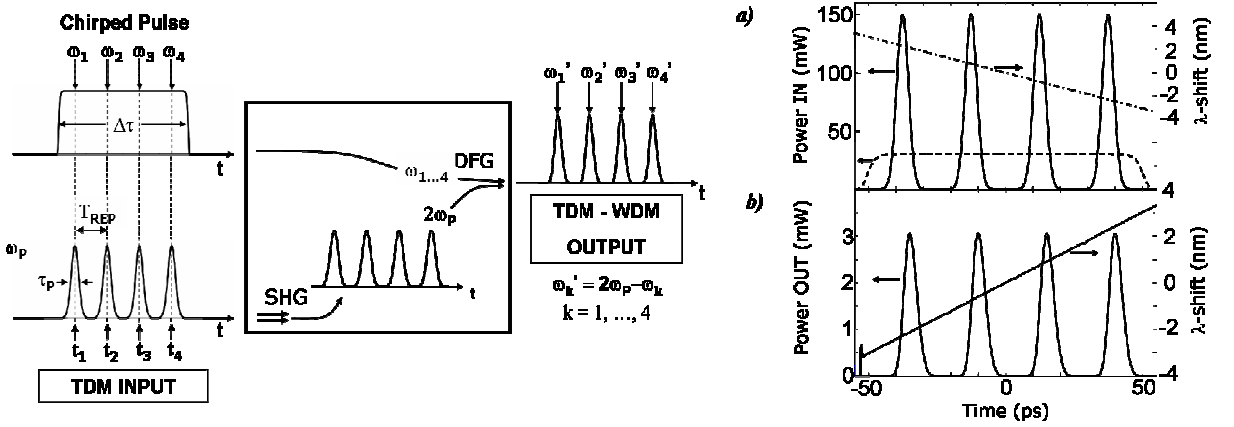 Chirped Pulse
ω1 ω2 ω3 ω4
Δτ
t
TREP
ωp
τp
t
t1 t2 t3 t4
TDM INPUT
ω1...4
DFG
2ωp
t
SHG
ω1' ω2' ω3' ω4'
t
TDM - WDM
OUTPUT
ωk' = 2ωp–ωk
k = 1, ..., 4
a)
150
100
50
Power IN (mW)
4
2
0
-2
-4
λ-shift (nm)
b)
3
2
1
0
Power OUT (mW)
4
2
0
-2
-4
λ-shift (nm)
-50 0 50
Time (ps)